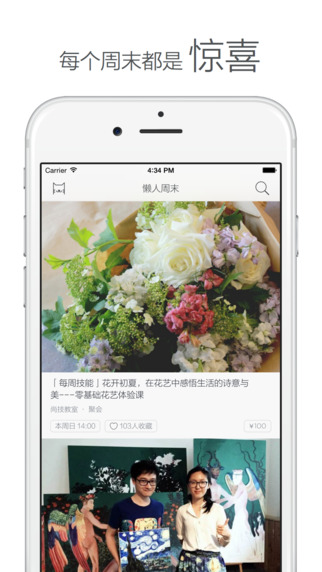 每个周末都是 惊喜
Carrier 4:34 PM
懒人周末
「每周技能」花开初夏，在花艺中感悟生活的诗意与
美---零基础花艺体验课
尚技教室 · 聚会
本周日 14:00 103人收藏 ¥100